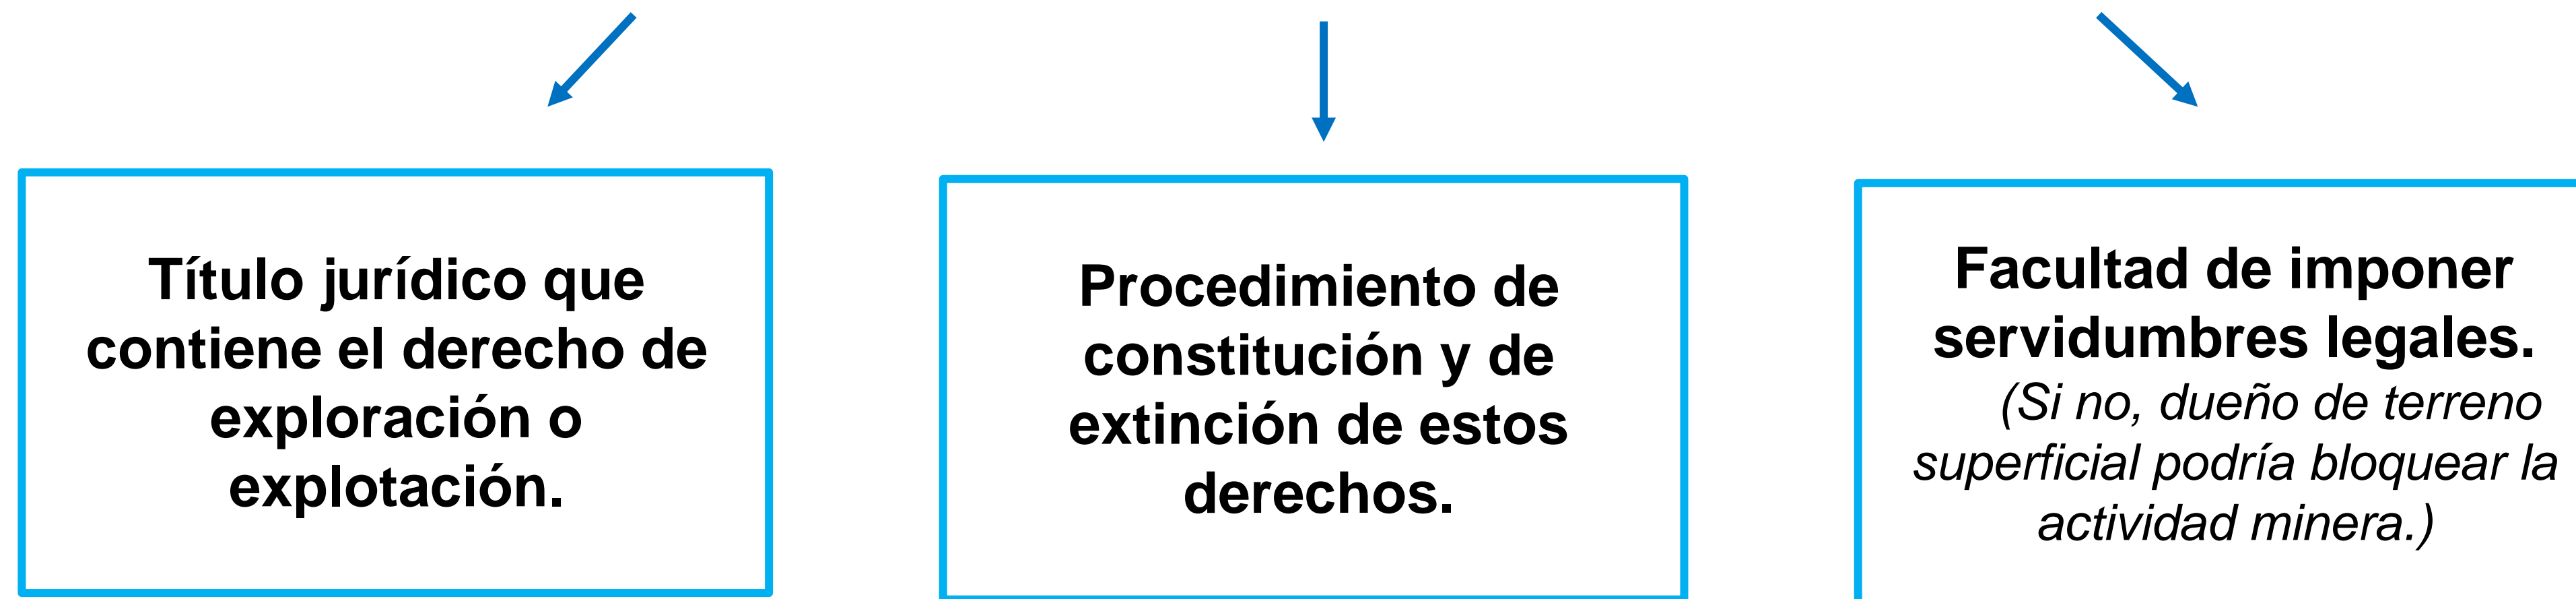 Título jurídico que
contiene el derecho de
exploración o
explotación.
Procedimiento de
constitución y de
extinción de estos
derechos.
Facultad de imponer
servidumbres legales.
(Si no, dueño de terreno
superficial podría bloquear la
actividad minera.)